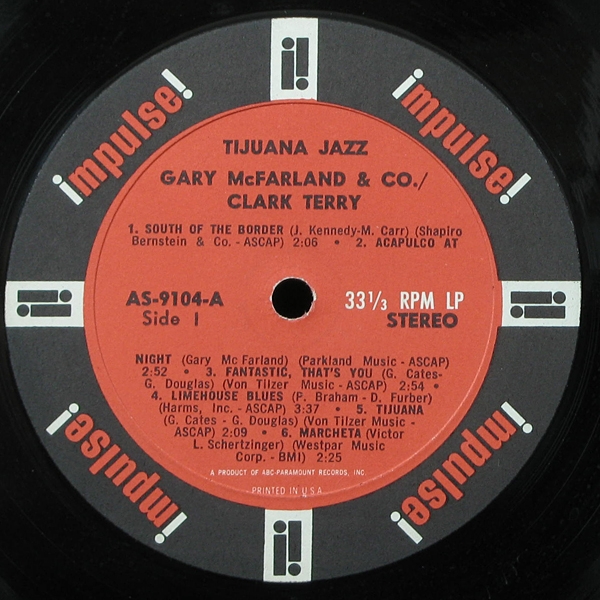 impulse!
impulse!
TIJUANA JAZZ
GARY McFARLAND & CO./
CLARK TERRY
1. SOUTH OF THE BORDER (J. Kennedy-M. Carr) (Shapiro
Bernstein & Co. - ASCAP) 2:06 • 2. ACAPULCO AT
AS-9104-A
Side I
33⅓ RPM LP
STEREO
NIGHT (Gary Mc Farland) (Parkland Music - ASCAP)
2:52 • 3. FANTASTIC, THAT'S YOU (G. Cates-
G. Douglas) (Von Tilzer Music - ASCAP) 2:54 •
4. LIMEHOUSE BLUES (P. Braham - D. Furber)
(Harms, Inc. - ASCAP) 3:37 • 5. TIJUANA
(G. Cates - G. Douglas) (Von Tilzer Music -
ASCAP) 2:09 • 6. MARCHETA (Victor
L. Schertzinger) (Westpar Music
Corp. - BMI) 2:25
A PRODUCT OF ABC-PARAMOUNT RECORDS, INC.
PRINTED IN U.S.A.
impulse!
impulse!